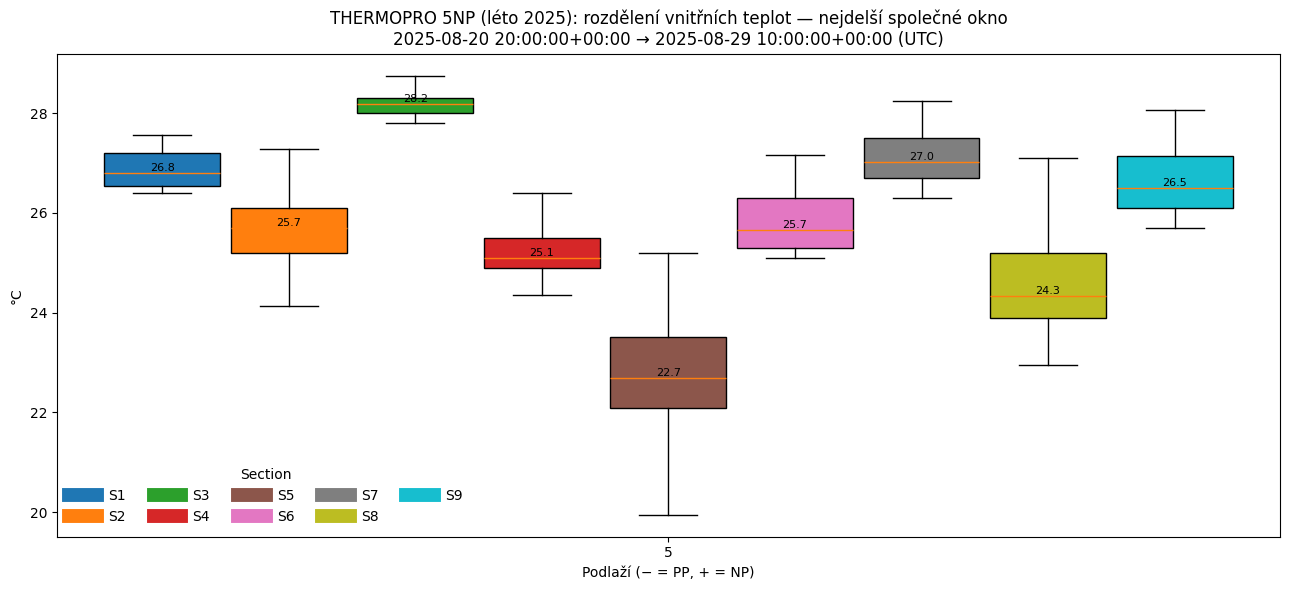 THERMOPRO 5NP (léto 2025): rozdělení vnitřních teplot — nejdelší společné okno
2025-08-20 20:00:00+00:00 → 2025-08-29 10:00:00+00:00 (UTC)
28
26
24
22
20
°C
26.8
25.7
28.2
25.1
22.7
25.7
27.0
24.3
26.5
Section
S1 S3 S5 S7 S9
S2 S4 S6 S8
5
Podlaží (− = PP, + = NP)